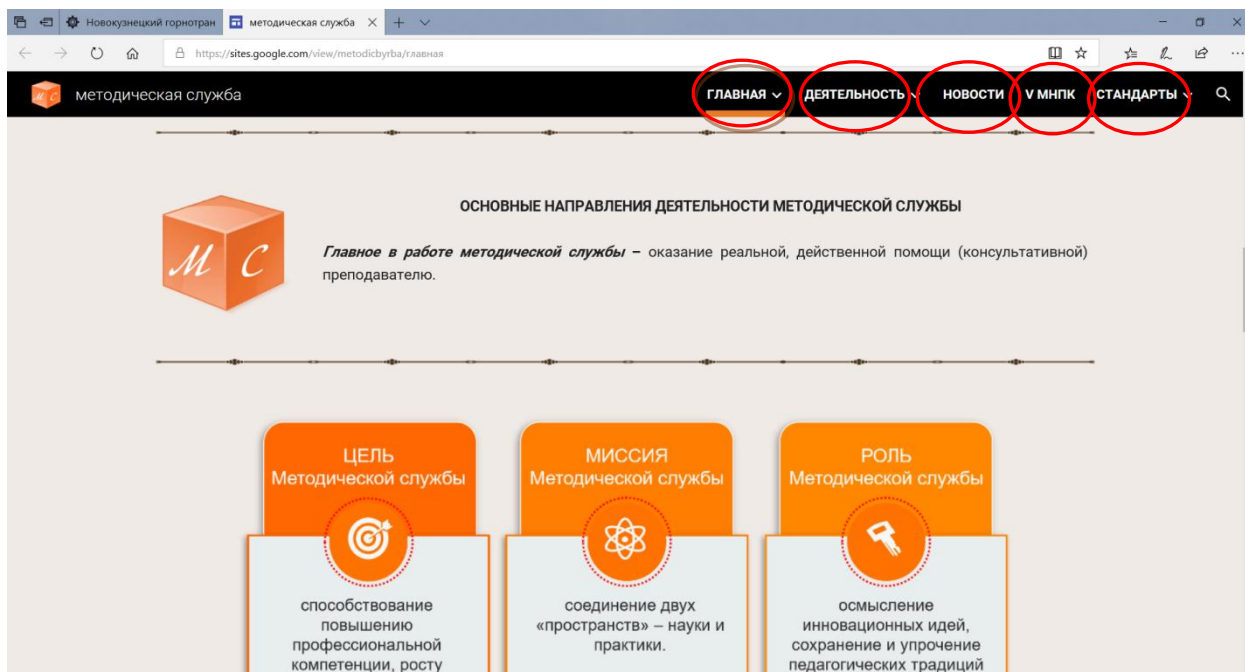 Новокузнецкий горнотран
методическая служба
https://sites.google.com/view/metodicbyrba/главная
МС
методическая служба
ГЛАВНАЯ ДЕЯТЕЛЬНОСТЬ НОВОСТИ V МНПК СТАНДАРТЫ
ОСНОВНЫЕ НАПРАВЛЕНИЯ ДЕЯТЕЛЬНОСТИ МЕТОДИЧЕСКОЙ СЛУЖБЫ
М С
Главное в работе методической службы – оказание реальной, действенной помощи (консультативной)
преподавателю.
ЦЕЛЬ
Методической службы
способствование
повышению
профессиональной
компетенции, росту
МИССИЯ
Методической службы
соединение двух
«пространств» – науки и
практики.
РОЛЬ
Методической службы
осмысление
инновационных идей,
сохранение и упрочение
педагогических традиций